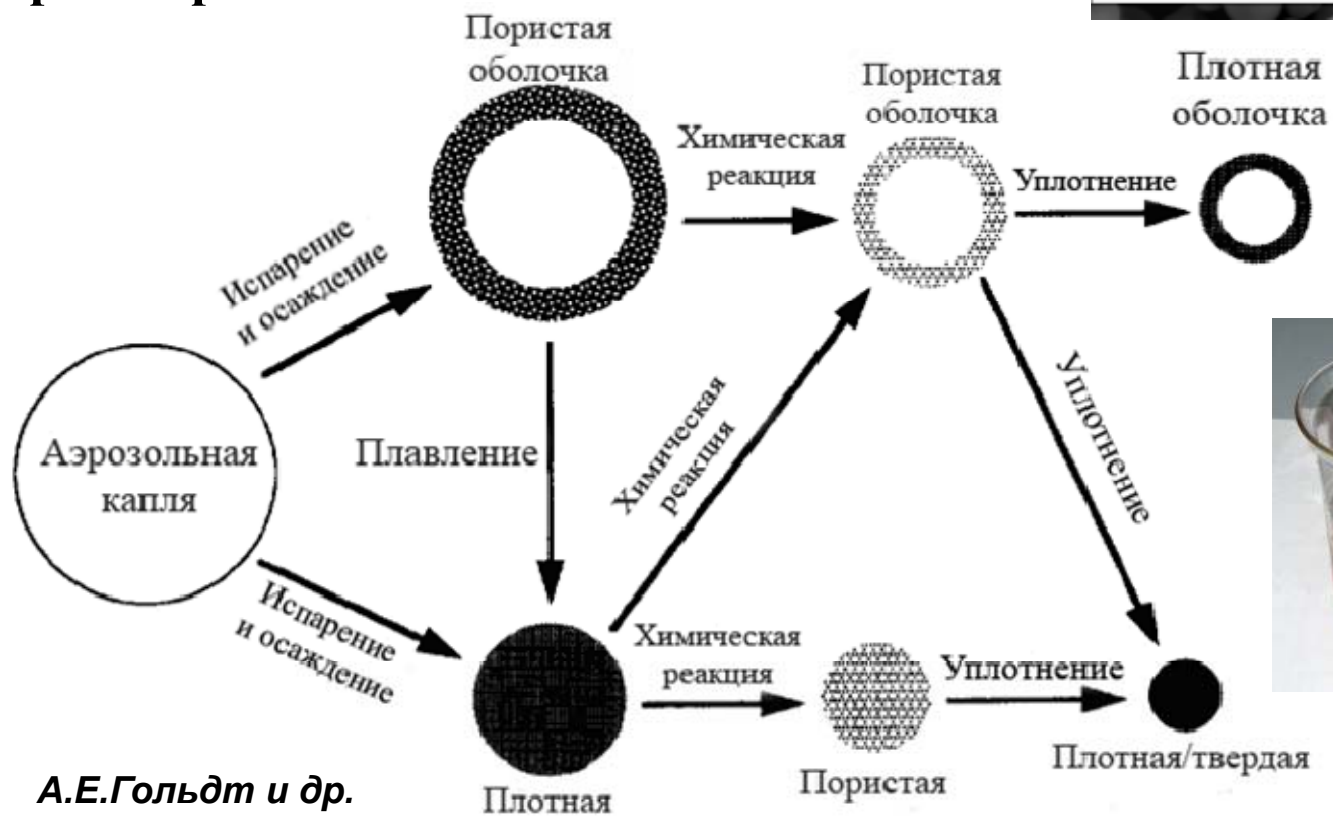 Пористая
оболочка
Пористая
оболочка
Плотная
оболочка
Химическая
реакция
Уплотнение
Испарение
и осаждение
Аэрозольная
капля
Плавление
Химическая
реакция
Уплотнение
Испарение
и осаждение
Химическая
реакция
Уплотнение
Плотная/твердая
Пористая
Плотная
А.Е.Гольдт и др.